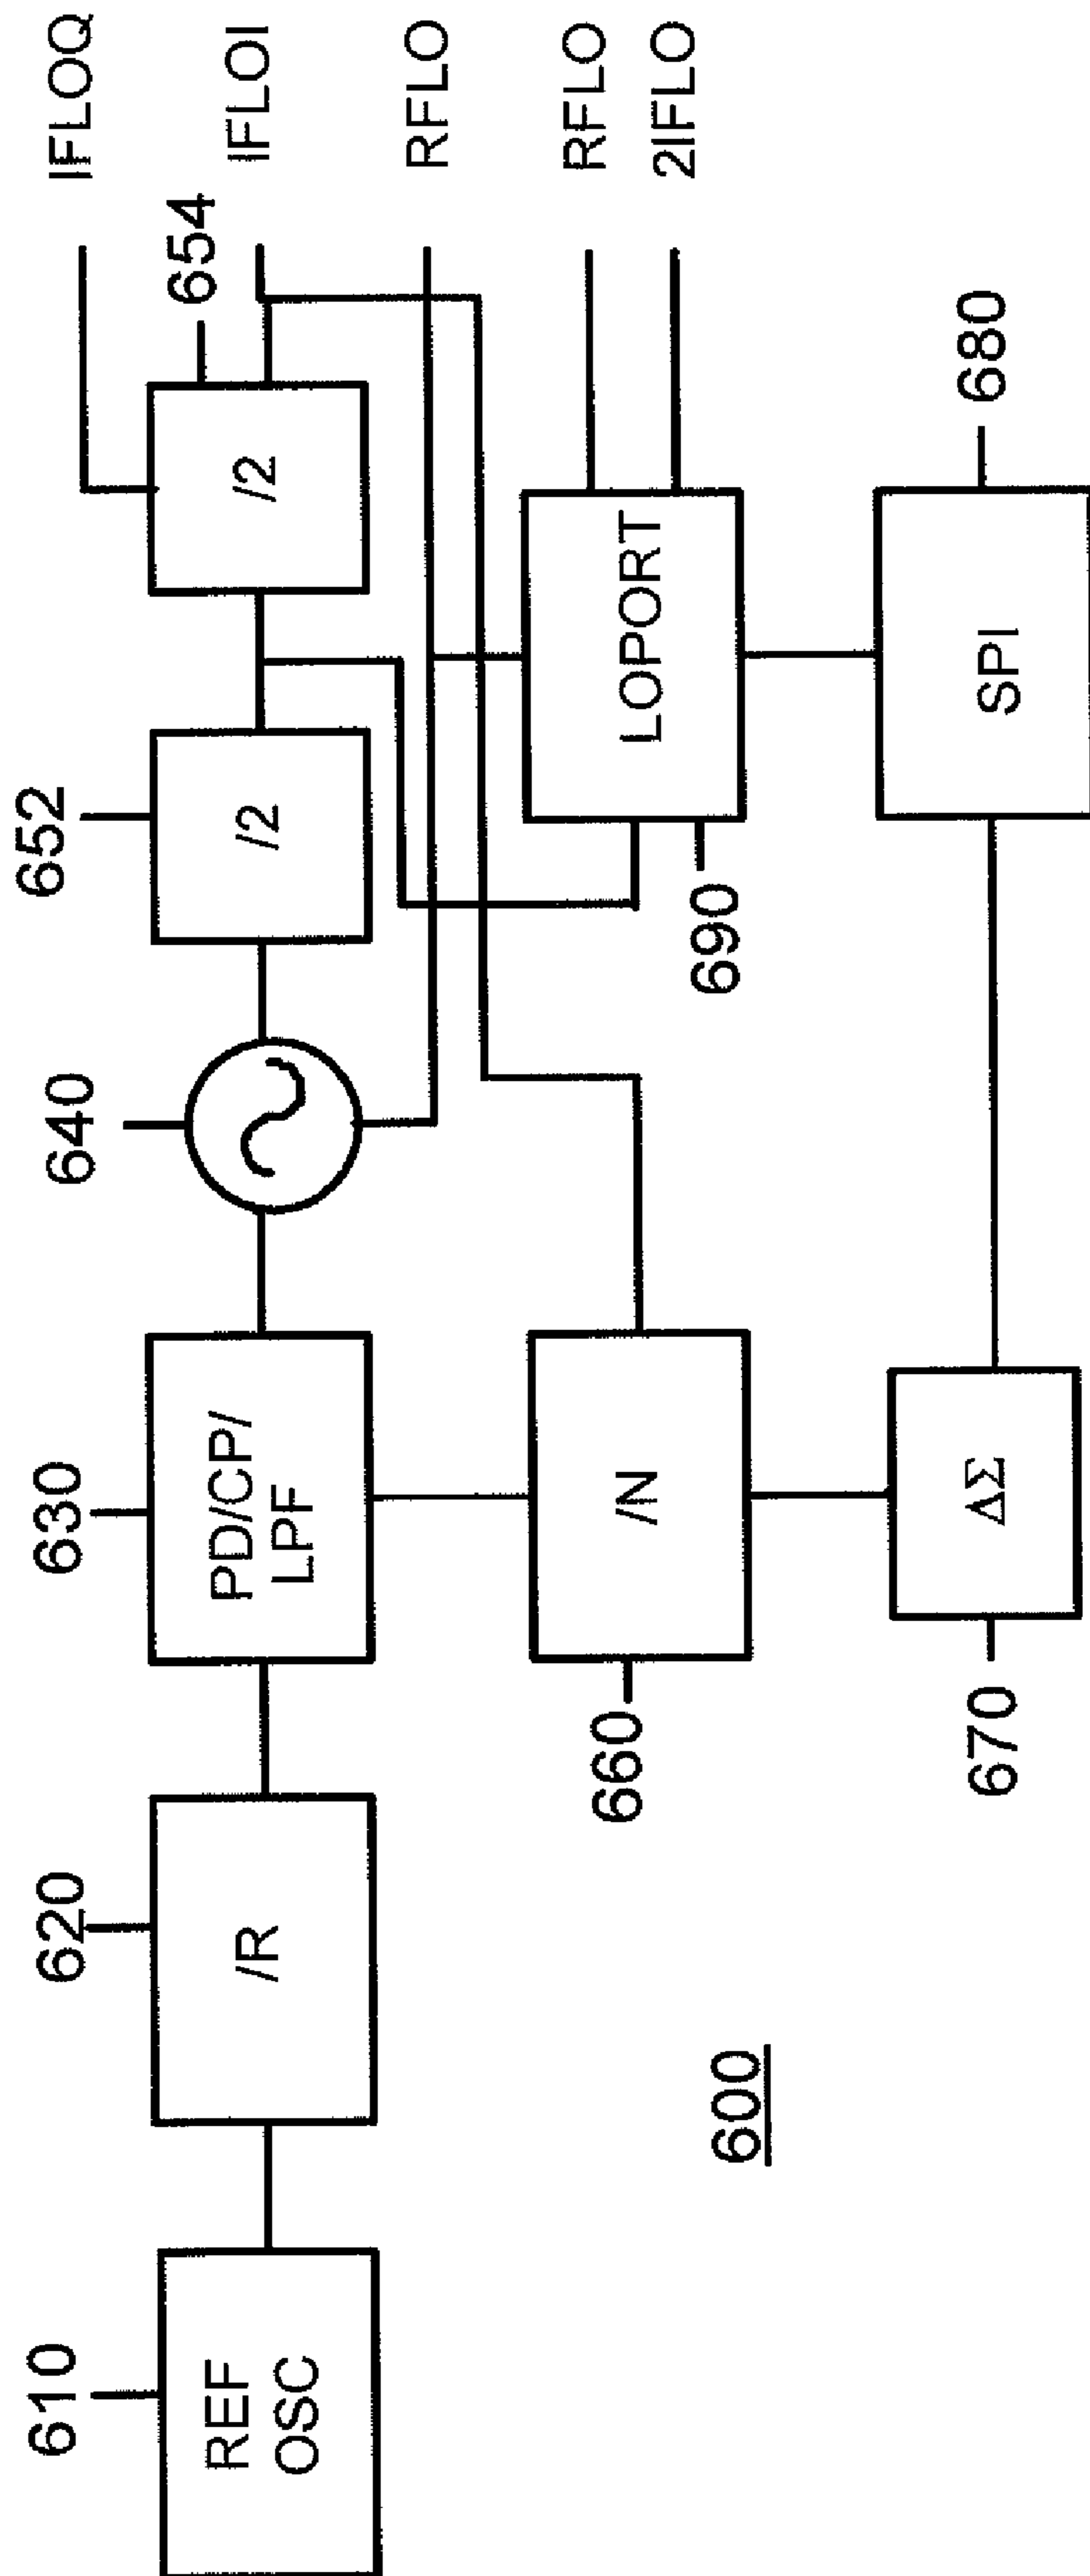 610
REF
OSC
620
/R
630
PD/CP/
LPF
640
652
/2
654
/2
IFLOQ
IFLOI
RFLO
RFLO
2IFLO
660
/N
690
LOPORT
670
ΔΣ
SPI
680
600